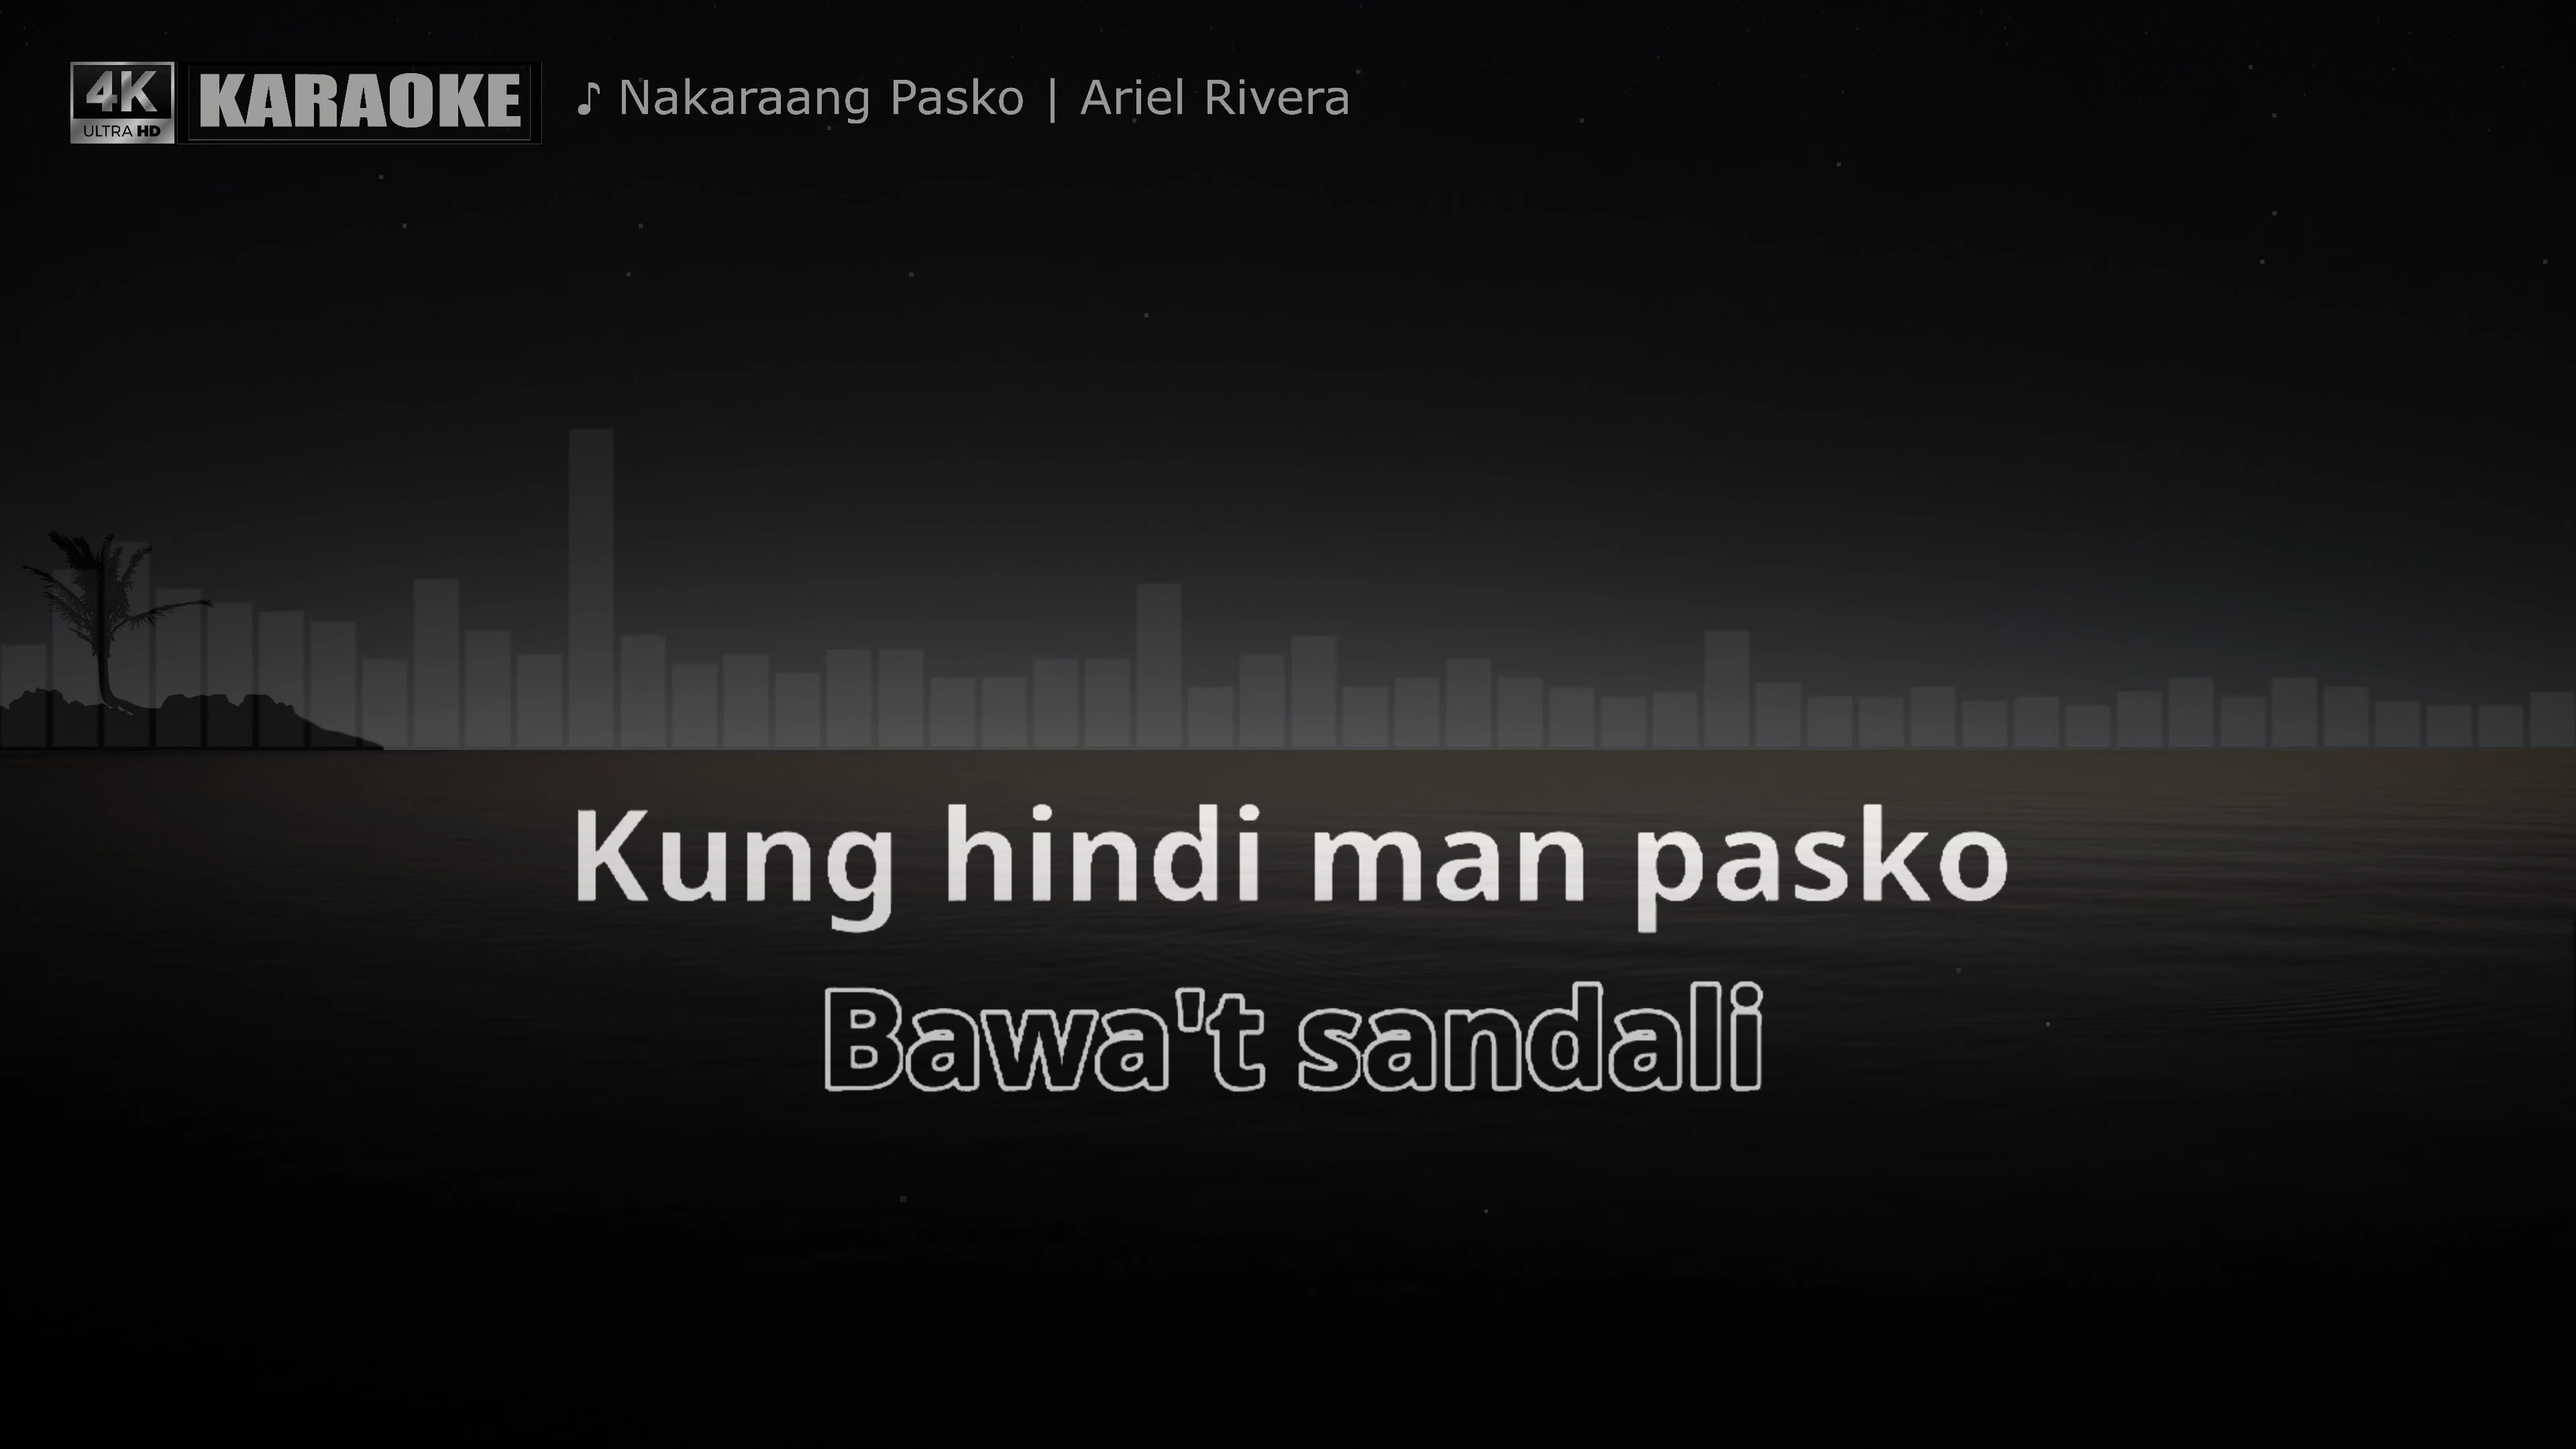 4K ULTRA HD KARAOKE ♪ Nakaraang Pasko | Ariel Rivera
Kung hindi man pasko
Bawa't sandali